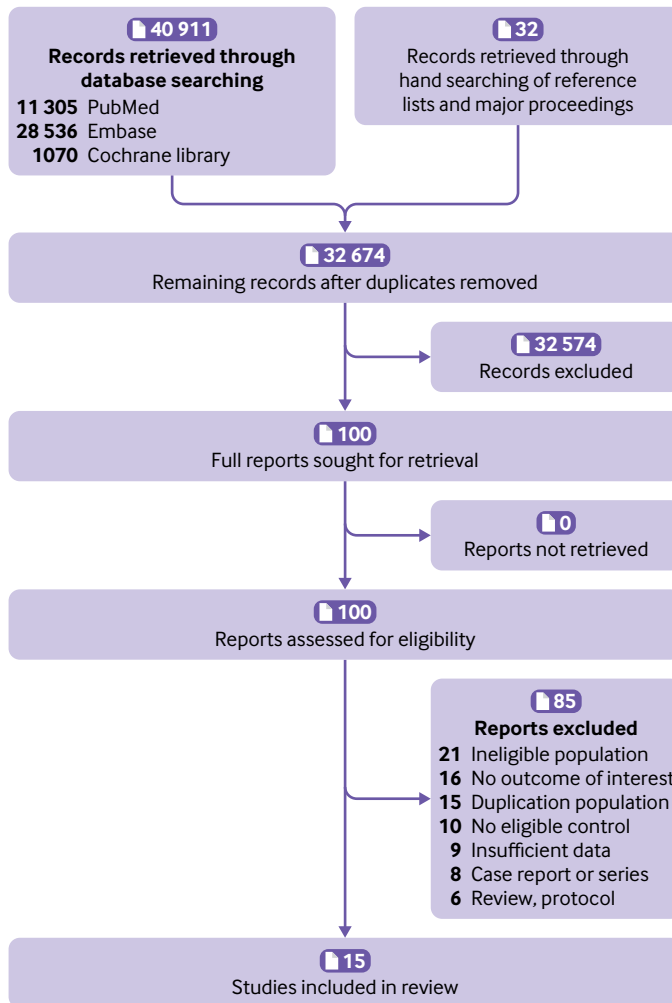 40 911
Records retrieved through
database searching
11 305 PubMed
28 536 Embase
1070 Cochrane library
32
Records retrieved through
hand searching of reference
lists and major proceedings
32 674
Remaining records after duplicates removed
32 574
Records excluded
100
Full reports sought for retrieval
0
Reports not retrieved
100
Reports assessed for eligibility
85
Reports excluded
21 Ineligible population
16 No outcome of interest
15 Duplication population
10 No eligible control
9 Insufficient data
8 Case report or series
6 Review, protocol
15
Studies included in review